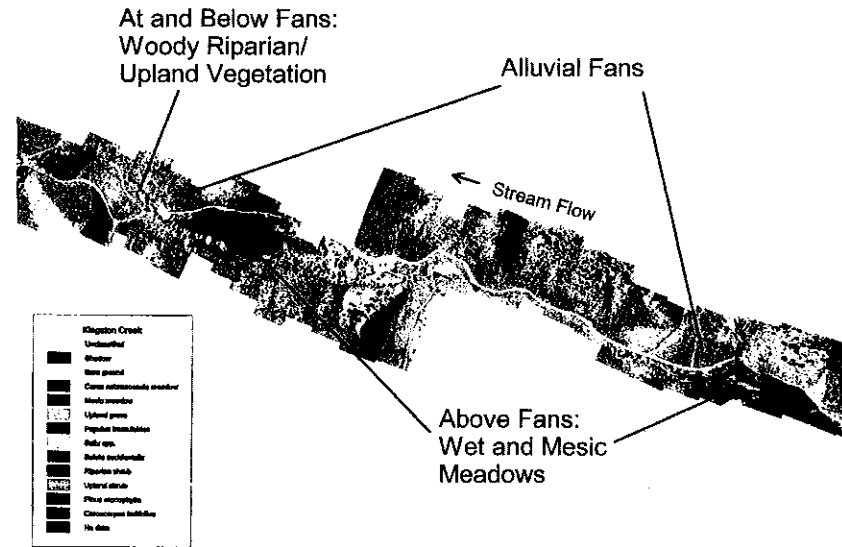 At and Below Fans:
Woody Riparian/
Upland Vegetation
Alluvial Fans
Stream Flow
Above Fans:
Wet and Mesic
Meadows
Kingston Creek
Unclassified
Shadow
Bare ground
meadow
Mesic meadow
Upland grass
Populus
Salix spp.
Betula occidentalis
Riparian shrub
Upland shrub
Pinus monophylla
Cercocarpus
No data